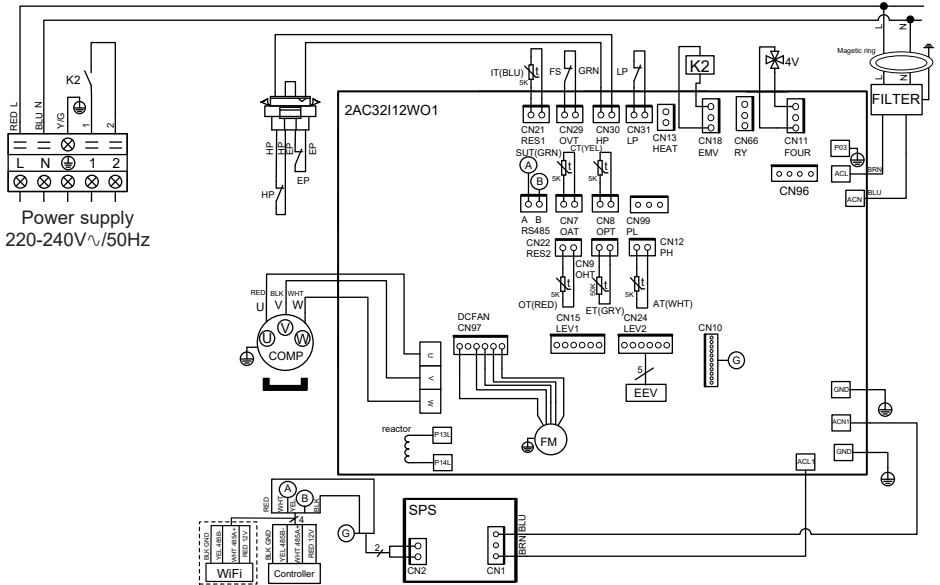 RED L
BLU N
Y/G
K2
1
2
L N 1 2
Power supply
220-240V∿/50Hz
HP
HP
EP
EP
HP
EP
2AC32I12WO1
IT(BLU)
5K
t
FS
GRN
LP
K2
4V
CN21
RES1
CN29
OVT
CN30
HP
CN31
LP
CN13
HEAT
CN18
EMV
CN66
RY
CN11
FOUR
L
N
Magetic ring
L
N
FILTER
P03
ACL
BRN
ACN
BLU
CN96
SUT(GRN)
CT(YEL)
A
B
5K
t
5K
t
A B
RS485
CN7
OAT
CN8
OPT
CN99
PL
CN22
RES2
CN9
OHT
CN12
PH
5K
t
50K
t
5K
t
OT(RED)
ET(GRY)
AT(WHT)
RED
BLK
WHT
U V W
U
V
W
COMP
DCFAN
CN97
CN15
LEV1
CN24
LEV2
CN10
G
5
EEV
U
V
W
FM
reactor
P13L
P14L
GND
ACN1
GND
ACL1
RED
WHT
YEL
BLK
A
B
4
G
BLK GND
YEL 485B-
WHT 485A+
RED 12V
WiFi
BLK GND
YEL 485B-
WHT 485A+
RED 12V
Controller
SPS
2
CN2
CN1
BRN
BLU